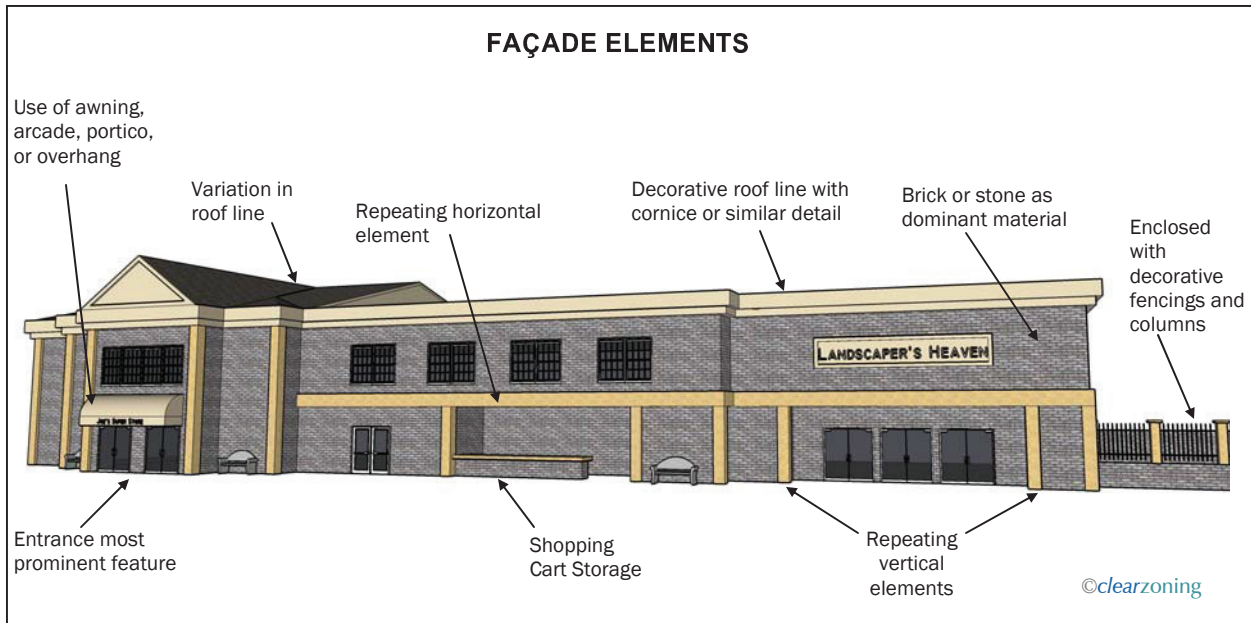 FAÇADE ELEMENTS
Use of awning,
arcade, portico,
or overhang
Variation in
roof line
Repeating horizontal
element
Decorative roof line with
cornice or similar detail
Brick or stone as
dominant material
Enclosed
with
decorative
fencings and
columns
LANDSCAPER'S HEAVEN
Entrance most
prominent feature
Shopping
Cart Storage
Repeating
vertical
elements
©clearzoning